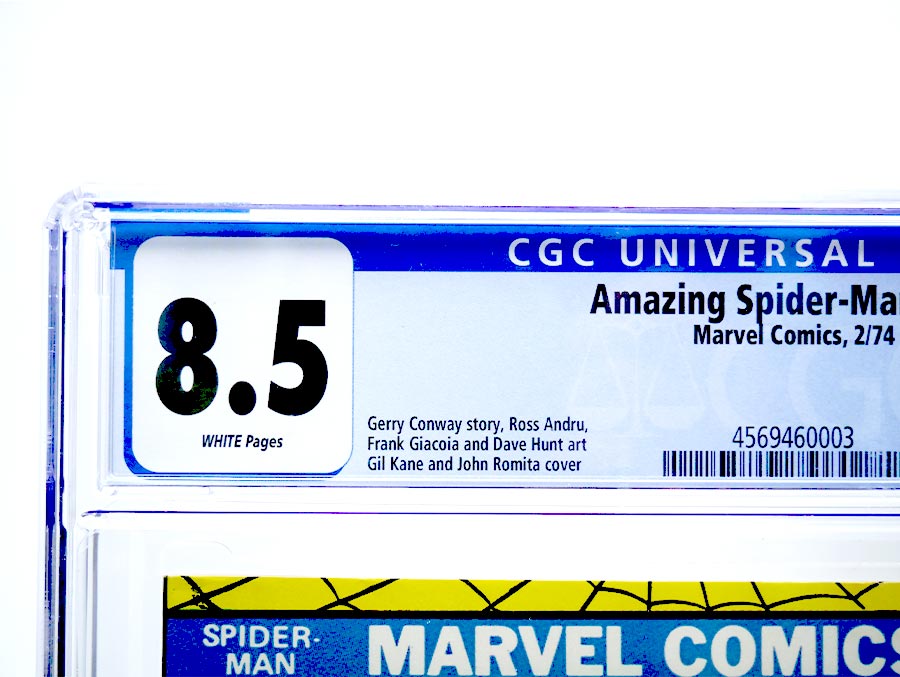 CGC UNIVERSAL
8.5
WHITE Pages
Amazing Spider-Ma
Marvel Comics, 2/74
Gerry Conway story, Ross Andru,
Frank Giacoia and Dave Hunt art
Gil Kane and John Romita cover
4569460003
CGC
SPIDER-
MAN
MARVEL COMICS